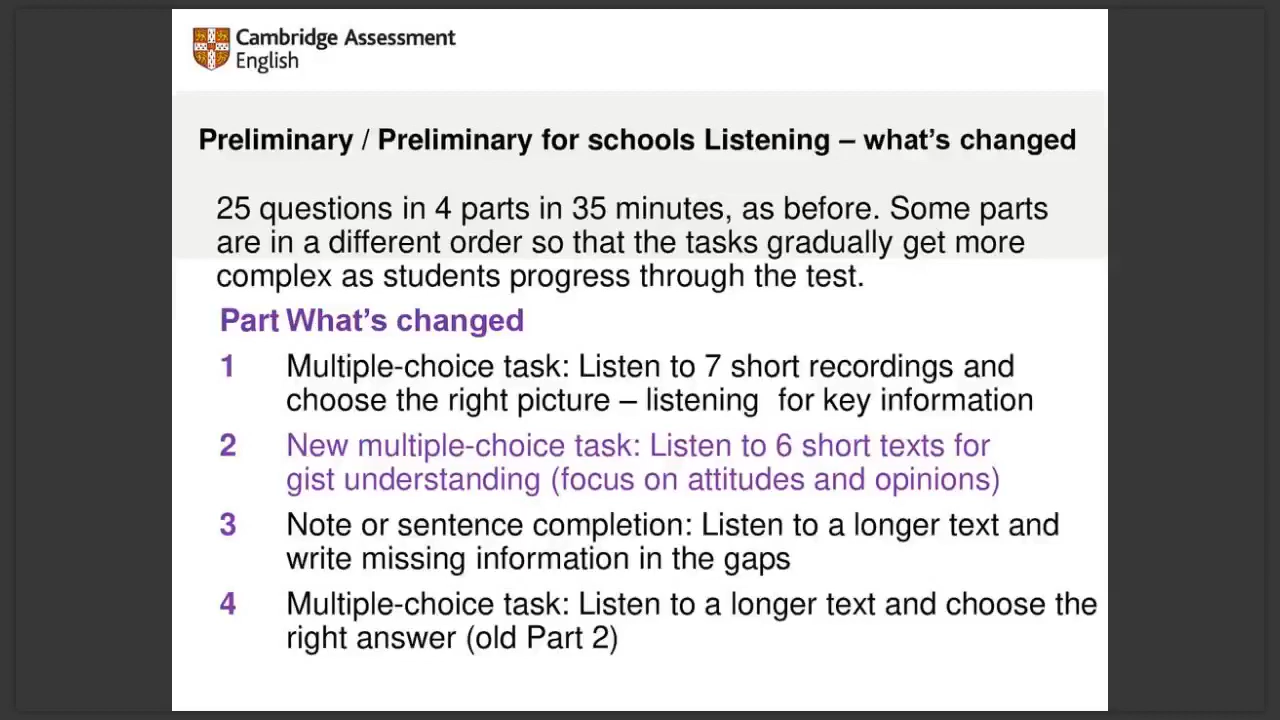 Cambridge Assessment
English
Preliminary / Preliminary for schools Listening – what's changed
25 questions in 4 parts in 35 minutes, as before. Some parts
are in a different order so that the tasks gradually get more
complex as students progress through the test.
Part What's changed
1 Multiple-choice task: Listen to 7 short recordings and
choose the right picture – listening  for key information
2 New multiple-choice task: Listen to 6 short texts for
gist understanding (focus on attitudes and opinions)
3 Note or sentence completion: Listen to a longer text and
write missing information in the gaps
4 Multiple-choice task: Listen to a longer text and choose the
right answer (old Part 2)